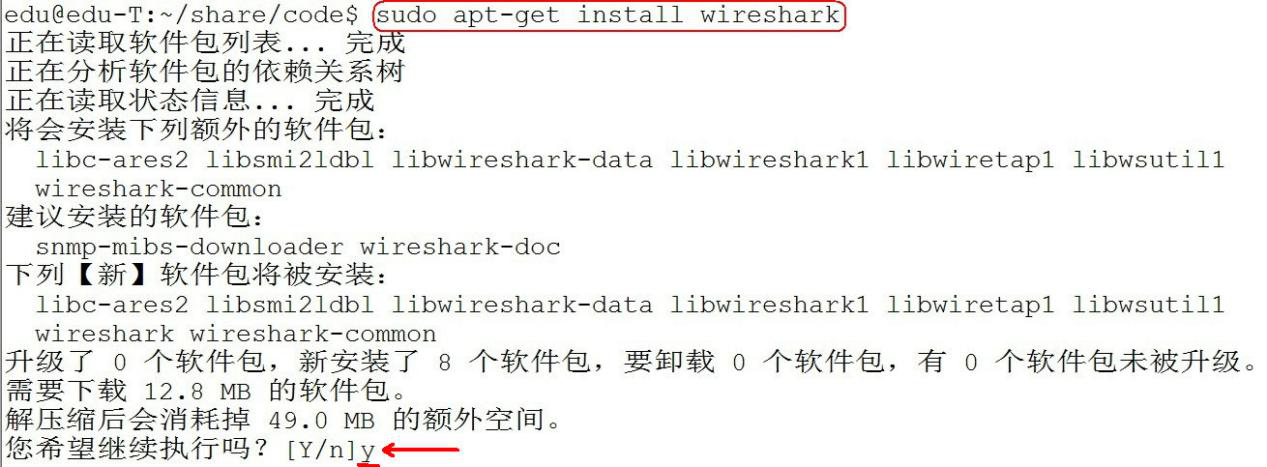 edu@edu-T:~/share/code$ sudo apt-get install wireshark
正在读取软件包列表... 完成
正在分析软件包的依赖关系树
正在读取状态信息... 完成
将会安装下列额外的软件包：
  libc-ares2 libsmi2ldbl libwireshark-data libwireshark1 libwiretap1 libwsutil1
  wireshark-common
建议安装的软件包：
  snmp-mibs-downloader wireshark-doc
下列【新】软件包将被安装：
  libc-ares2 libsmi2ldbl libwireshark-data libwireshark1 libwiretap1 libwsutil1
  wireshark wireshark-common
升级了 0 个软件包，新安装了 8 个软件包，要卸载 0 个软件包，有 0 个软件包未被升级。
需要下载 12.8 MB 的软件包。
解压缩后会消耗掉 49.0 MB 的额外空间。
您希望继续执行吗？[Y/n]y